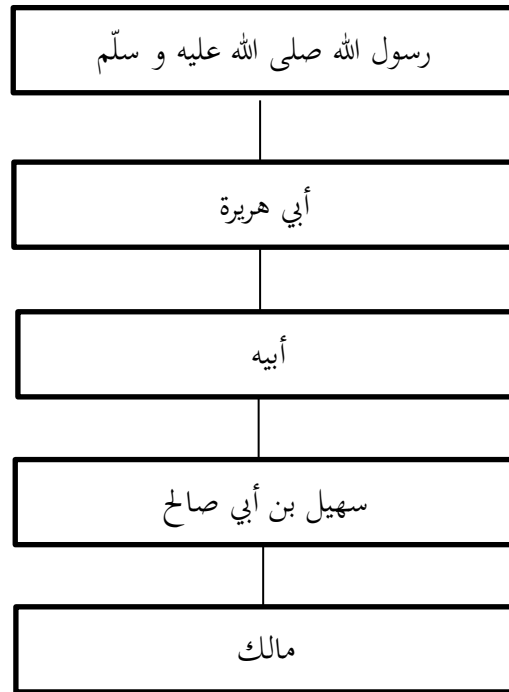 رسول الله صلى الله عليه و سلّم
أبي هريرة
أبيه
سهيل بن أبي صالح
مالك